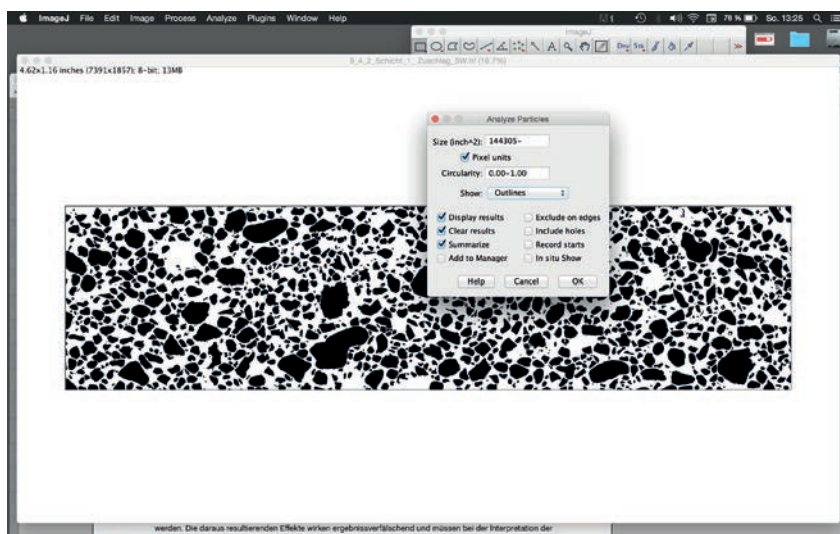 ImageJ File Edit Image Process Analyze Plugins Window Help
78 % So. 13:25
ImageJ
Dev Stk
4.62x1.16 inches (7391x1857); 8-bit; 13MB
Analyze Particles
Size (inch^2): 144305-
Pixel units
Circularity: 0.00-1.00
Show: Outlines
Display results Exclude on edges
Clear results Include holes
Summarize Record starts
Add to Manager In situ Show
Help Cancel OK
werden. Die daraus resultierenden Effekte wirken ergebnisverfälschend und müssen bei der Interpretation der